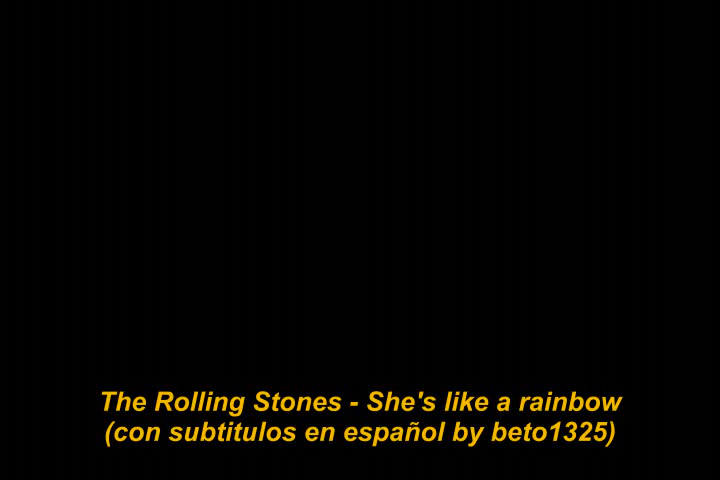 The Rolling Stones - She's like a rainbow
(con subtitulos en español by beto1325)